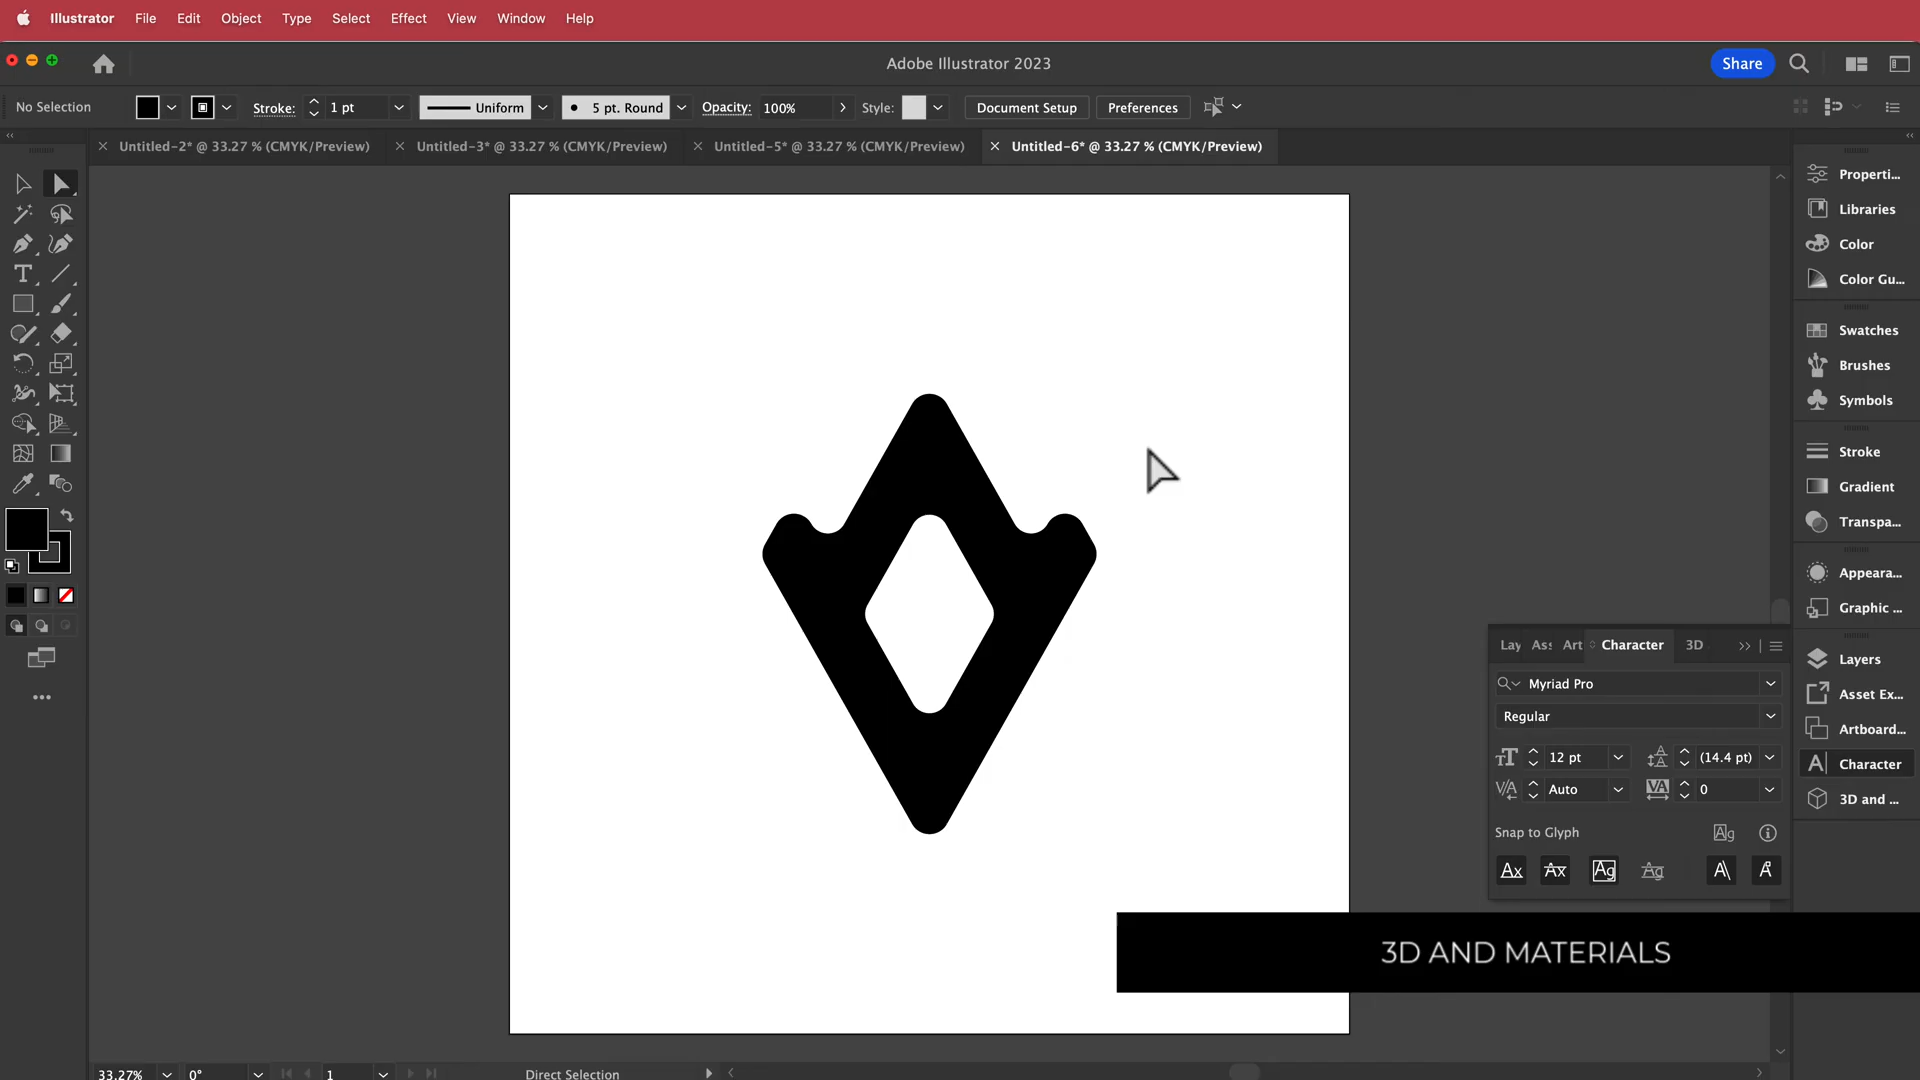 Illustrator File Edit Object Type Select Effect View Window Help
Adobe Illustrator 2023
Share
No Selection
Stroke: 1 pt
Uniform
5 pt. Round
Opacity: 100%
Style:
Document Setup
Preferences
Untitled-2* @ 33.27 % (CMYK/Preview)
Untitled-3* @ 33.27 % (CMYK/Preview)
Untitled-5* @ 33.27 % (CMYK/Preview)
Untitled-6* @ 33.27 % (CMYK/Preview)
Properti...
Libraries
Color
Color Gu...
Swatches
Brushes
Symbols
Stroke
Gradient
Transpa...
Appeara...
Graphic ...
Layers
Asset Ex...
Artboard...
Character
3D and ...
Lay Ass Art Character 3D
Myriad Pro
Regular
12 pt
(14.4 pt)
Auto
0
Snap to Glyph
3D AND MATERIALS
33.27%
0°
1
Direct Selection